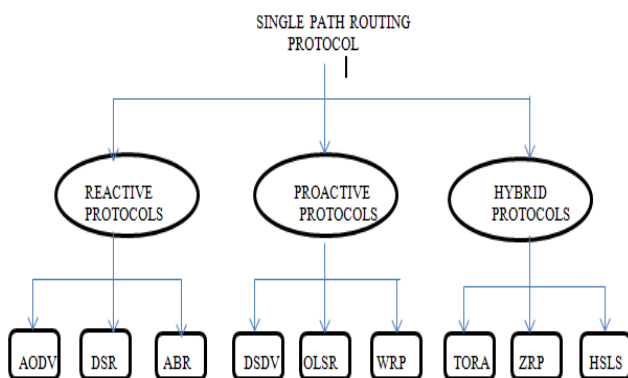 SINGLE PATH ROUTING
PROTOCOL
REACTIVE
PROTOCOLS
PROACTIVE
PROTOCOLS
HYBRID
PROTOCOLS
AODV
DSR
ABR
DSDV
OLSR
WRP
TORA
ZRP
HSLS